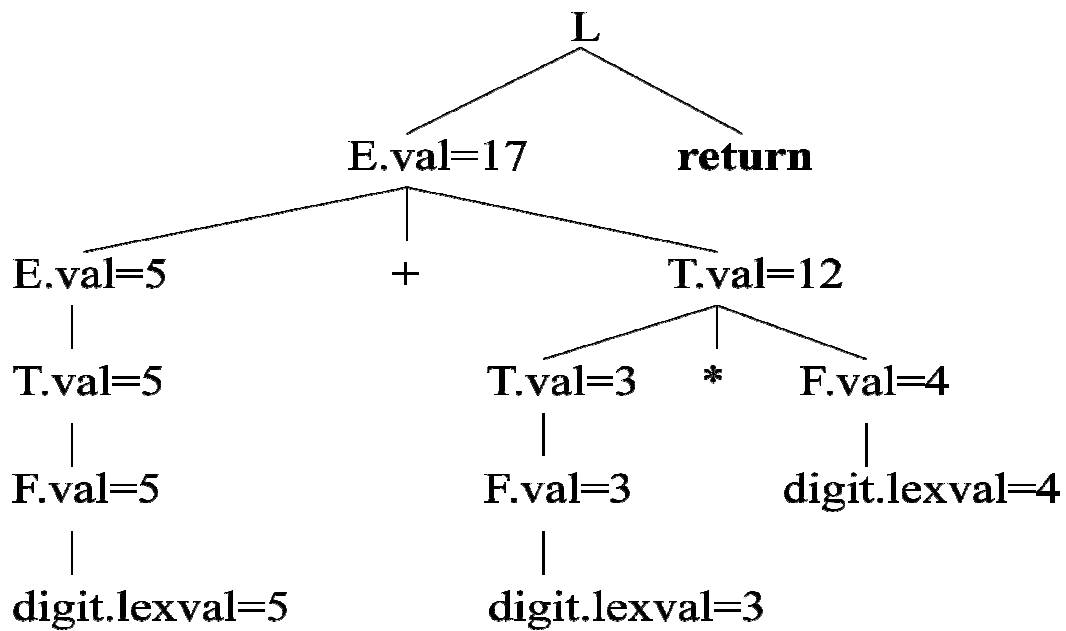 L
E.val=17 return
E.val=5 + T.val=12
T.val=5 T.val=3 * F.val=4
F.val=5 F.val=3 digit.lexval=4
digit.lexval=5 digit.lexval=3